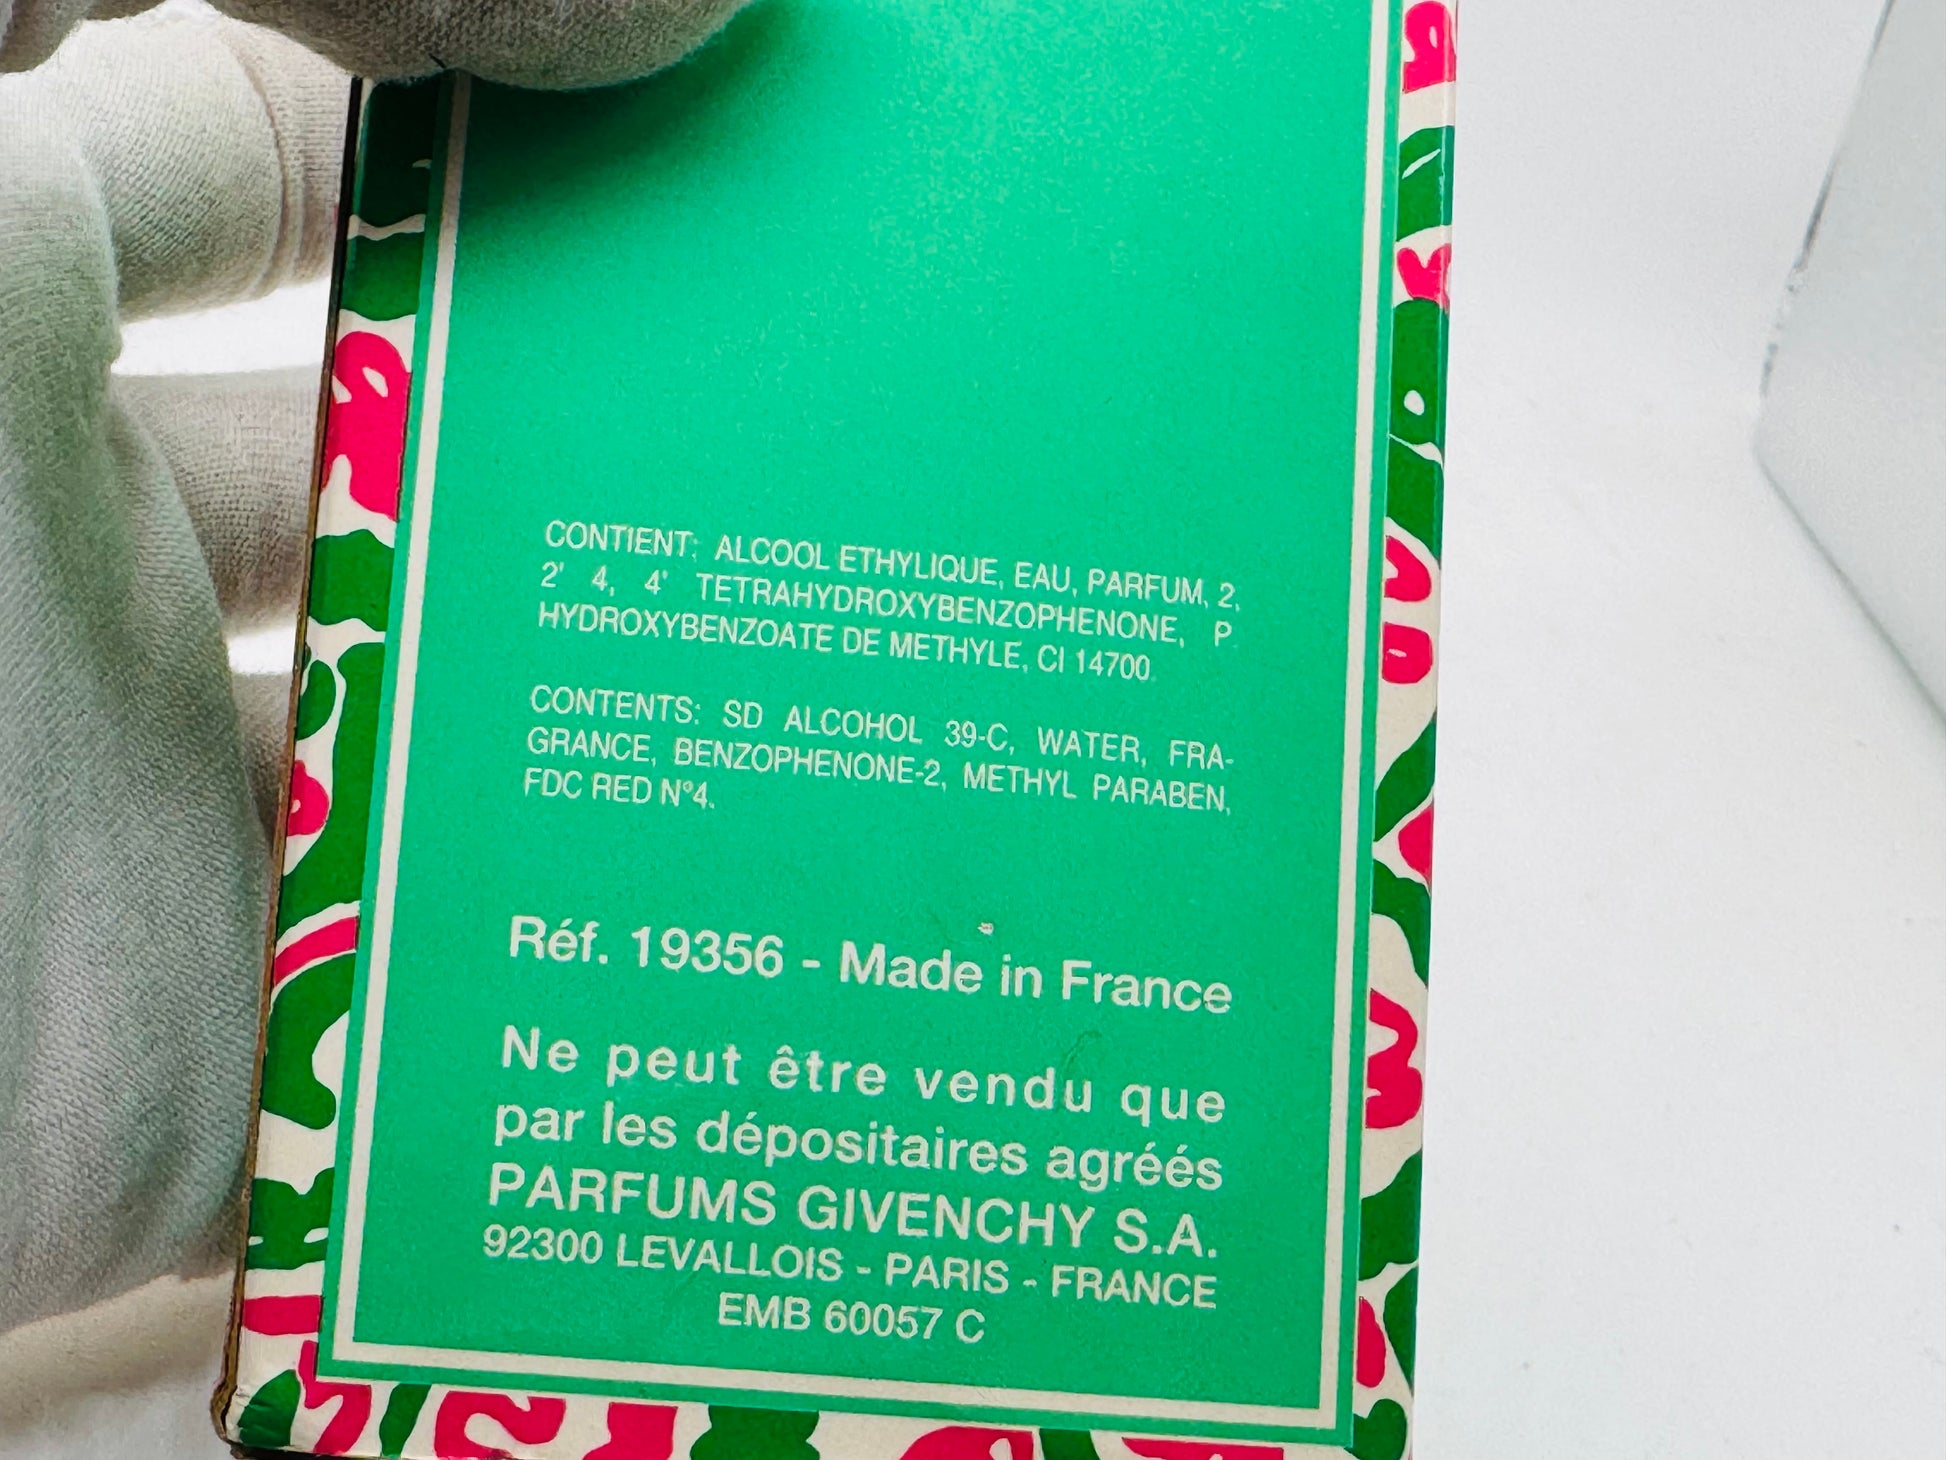 CONTIENT: ALCOOL ETHYLIQUE, EAU, PARFUM, 2,
2' 4, 4' TETRAHYDROXYBENZOPHENONE, P.
HYDROXYBENZOATE DE METHYLE, CI 14700.
CONTENTS: SD ALCOHOL 39-C, WATER, FRA-
GRANCE, BENZOPHENONE-2, METHYL PARABEN,
FDC RED N°4.
Réf. 19356 - Made in France
Ne peut être vendu que
par les dépositaires agréés
PARFUMS GIVENCHY S.A.
92300 LEVALLOIS - PARIS - FRANCE
EMB 60057 C